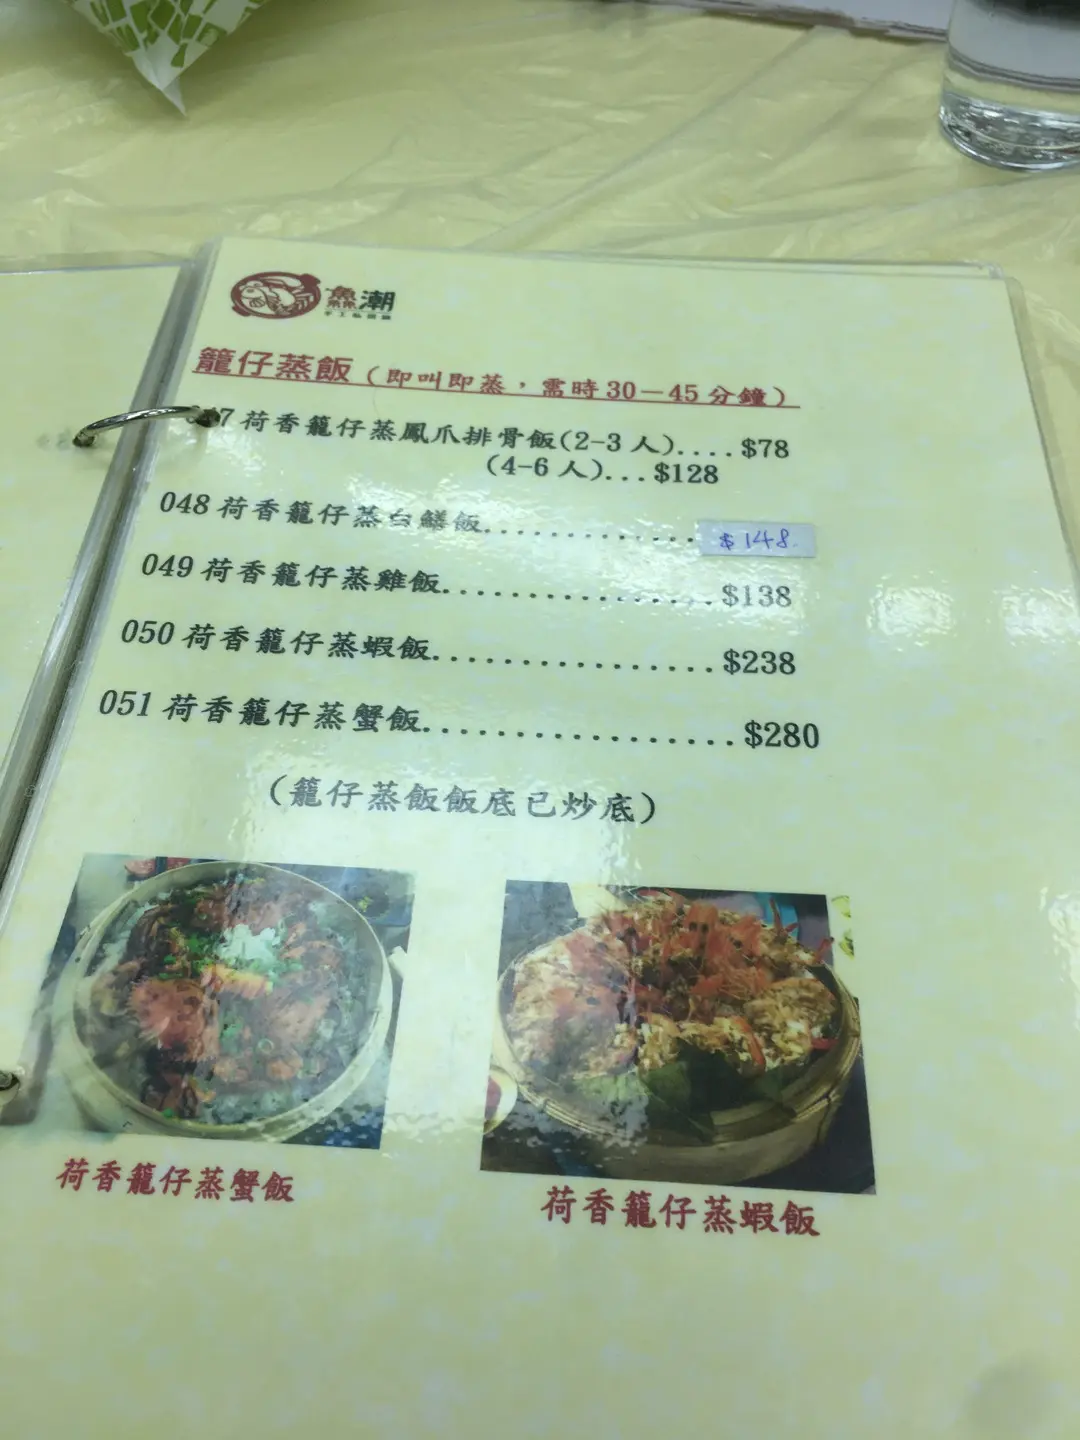 鱻潮
籠仔蒸飯（即叫即蒸，需時30－45分鐘）
047 荷香籠仔蒸鳳爪排骨飯(2-3 人)....$78
(4-6 人)...$128
048 荷香籠仔蒸白鱔飯.............$148.
049 荷香籠仔蒸雞飯.................$138
050 荷香籠仔蒸蝦飯.................$238
051 荷香籠仔蒸蟹飯..................$280
（籠仔蒸飯飯底已炒底）
荷香籠仔蒸蟹飯
荷香籠仔蒸蝦飯